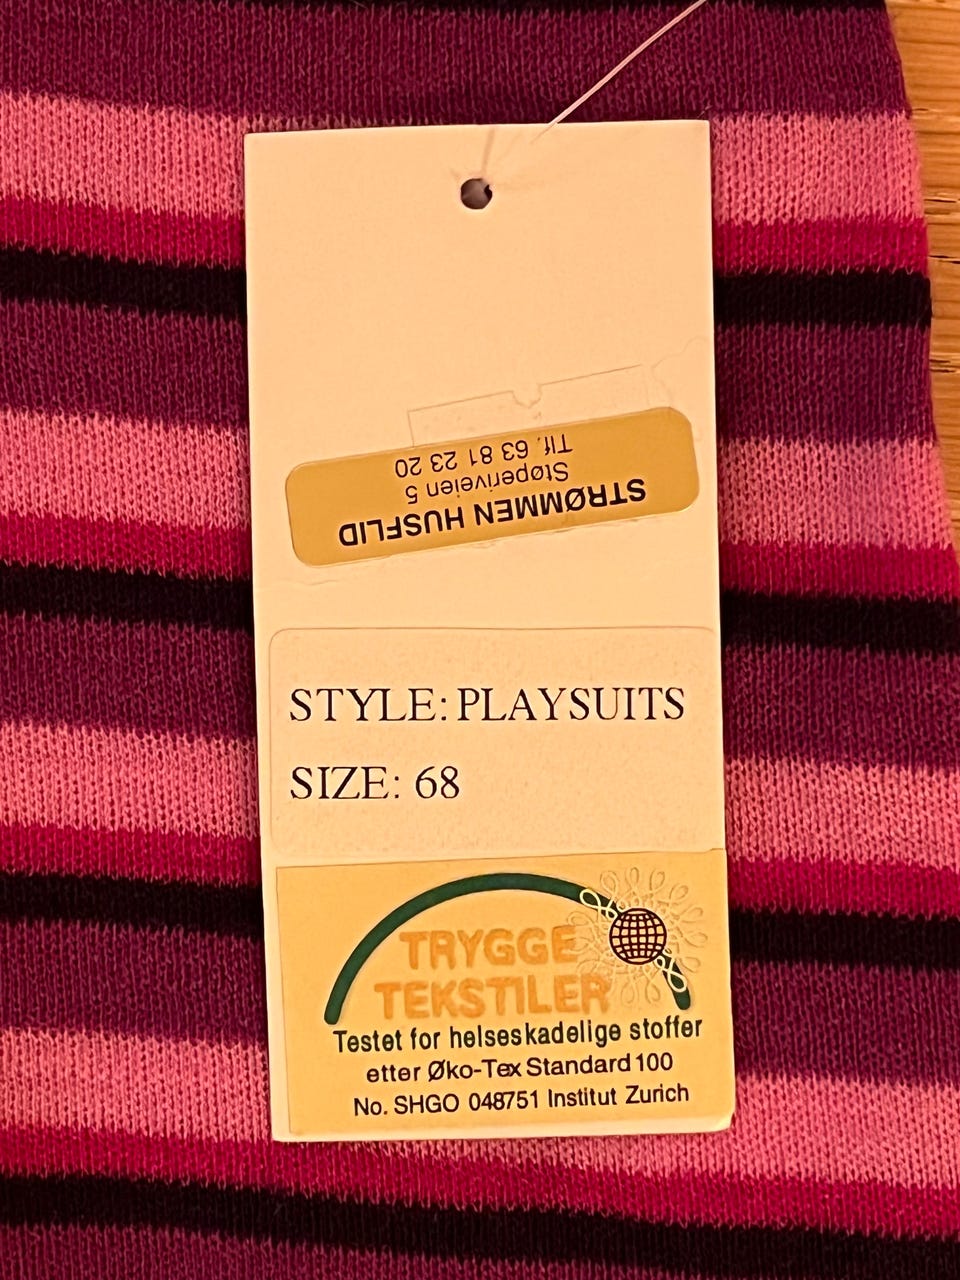 STRØMMEN HUSFLID
Støperiveien 5
Tlf. 63 81 23 20
STYLE: PLAYSUITS
SIZE: 68
TRYGGE
TEKSTILER
Testet for helseskadelige stoffer
etter Øko-Tex Standard 100
No. SHGO 048751 Institut Zurich